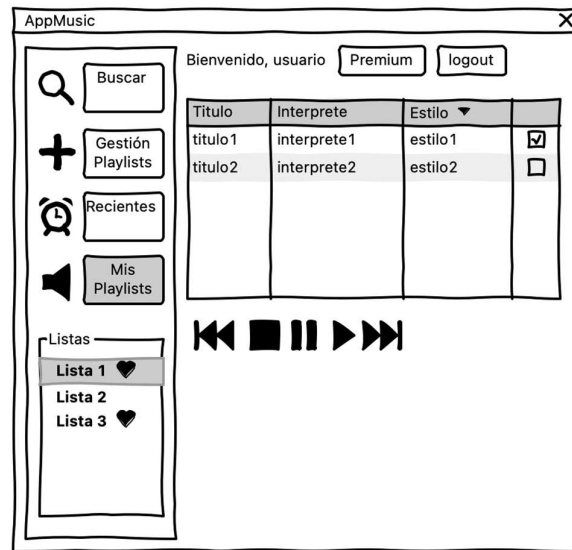 AppMusic
Bienvenido, usuario Premium logout
Buscar
Gestión
Playlists
Recientes
Mis
Playlists
Listas
Lista 1
Lista 2
Lista 3
Titulo Interprete Estilo
titulo1 interprete1 estilo1
titulo2 interprete2 estilo2